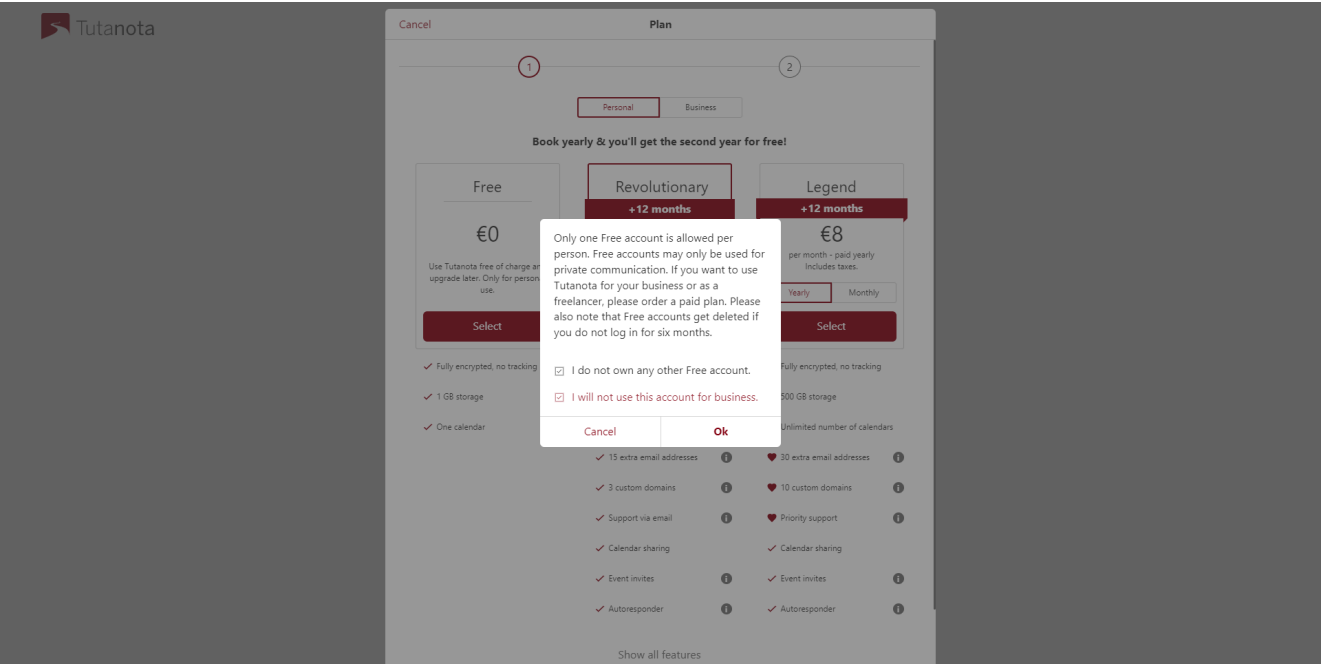 Tutanota
Cancel
Plan
1
2
Personal
Business
Book yearly & you'll get the second year for free!
Free
€0
Use Tutanota free of charge an
upgrade later. Only for persona
use.
Select
Fully encrypted, no tracking
1 GB storage
One calendar
Revolutionary
+12 months
Legend
+12 months
€8
per month - paid yearly
Includes taxes.
Yearly
Monthly
Select
Fully encrypted, no tracking
500 GB storage
Unlimited number of calendars
Only one Free account is allowed per
person. Free accounts may only be used for
private communication. If you want to use
Tutanota for your business or as a
freelancer, please order a paid plan. Please
also note that Free accounts get deleted if
you do not log in for six months.
I do not own any other Free account.
I will not use this account for business.
Cancel
Ok
15 extra email addresses
3 custom domains
Support via email
Calendar sharing
Event invites
Autoresponder
30 extra email addresses
10 custom domains
Priority support
Calendar sharing
Event invites
Autoresponder
Show all features